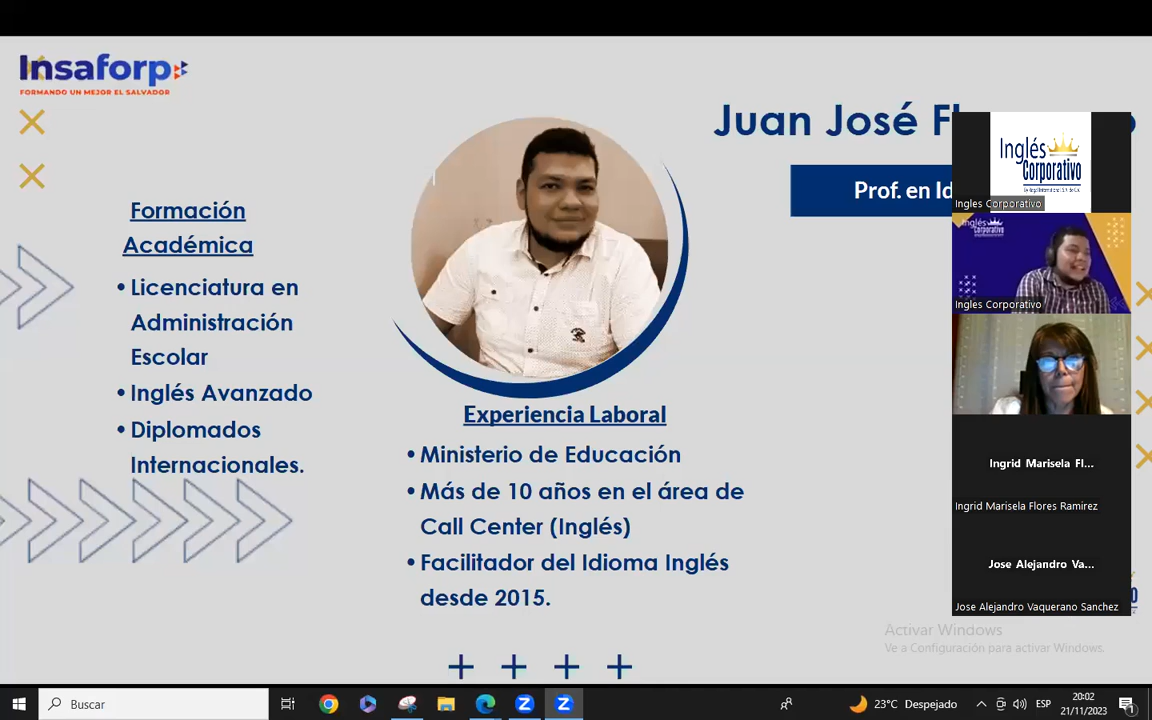 Insaforp
FORMANDO UN MEJOR EL SALVADOR
Juan José
Prof. en
Formación
Académica
• Licenciatura en
Administración
Escolar
• Inglés Avanzado
• Diplomados
Internacionales.
Experiencia Laboral
• Ministerio de Educación
• Más de 10 años en el área de
Call Center (Inglés)
• Facilitador del Idioma Inglés
desde 2015.
Inglés
Corporativo
Ingles Corporativo
Inglés
Corporativo
Ingles Corporativo
Ingrid Marisela Fl...
Ingrid Marisela Flores Ramirez
Jose Alejandro Va...
Jose Alejandro Vaquerano Sanchez
Activar Windows
Ve a Configuración para activar Windows.
Buscar
23°C Despejado
ESP
20:02
21/11/2023
1